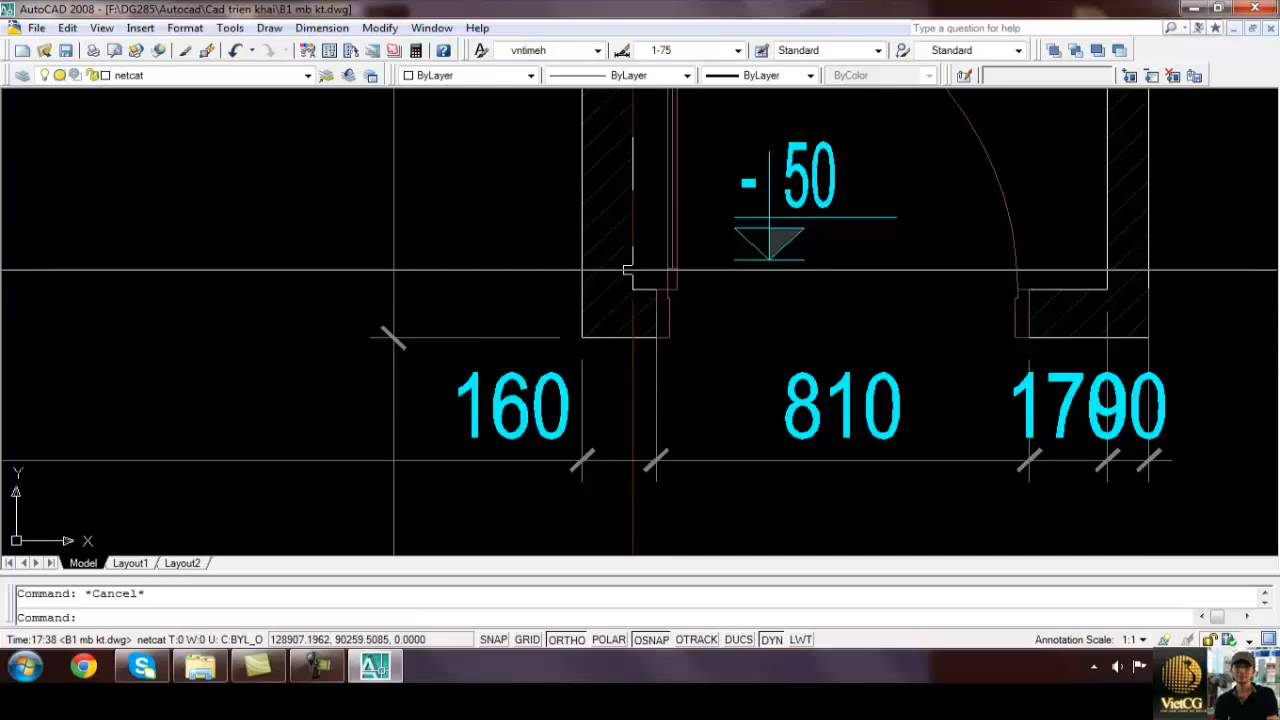 AutoCAD 2008 - [F:\DG285\Autocad\Cad trien khai\B1 mb kt.dwg]
File Edit View Insert Format Tools Draw Dimension Modify Window Help Type a question for help
vntimeh 1-75 Standard Standard
netcat ByLayer ByLayer ByLayer ByColor
- 50
160 810 170 90
Y
X
Model Layout1 Layout2
Command: *Cancel*
Command:
Time:17:38 <B1 mb kt.dwg> netcat T:0 W:0 U: C:BYL_O 128907.1962, 90259.5085, 0.0000 SNAP GRID ORTHO POLAR OSNAP OTRACK DUCS DYN LWT Annotation Scale: 1:1
VietCG